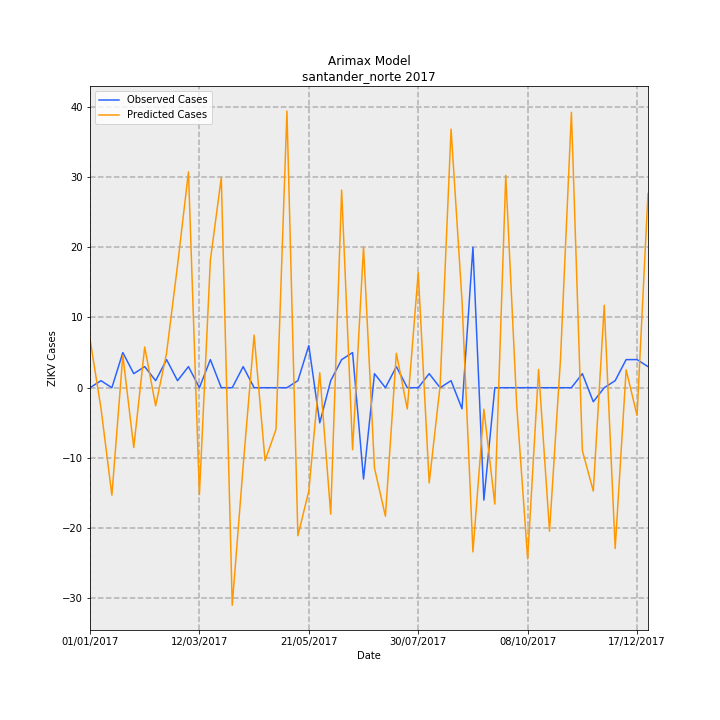 Arimax Model
santander_norte 2017
Observed Cases
Predicted Cases
ZIKV Cases
40
30
20
10
0
−10
−20
−30
01/01/2017 12/03/2017 21/05/2017 30/07/2017 08/10/2017 17/12/2017
Date